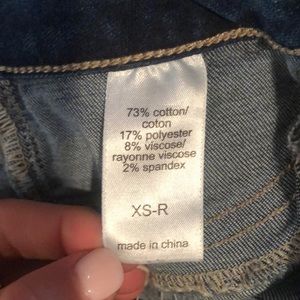 73% cotton/
coton
17% polyester
8% viscose/
rayonne viscose
2% spandex
XS-R
made in china